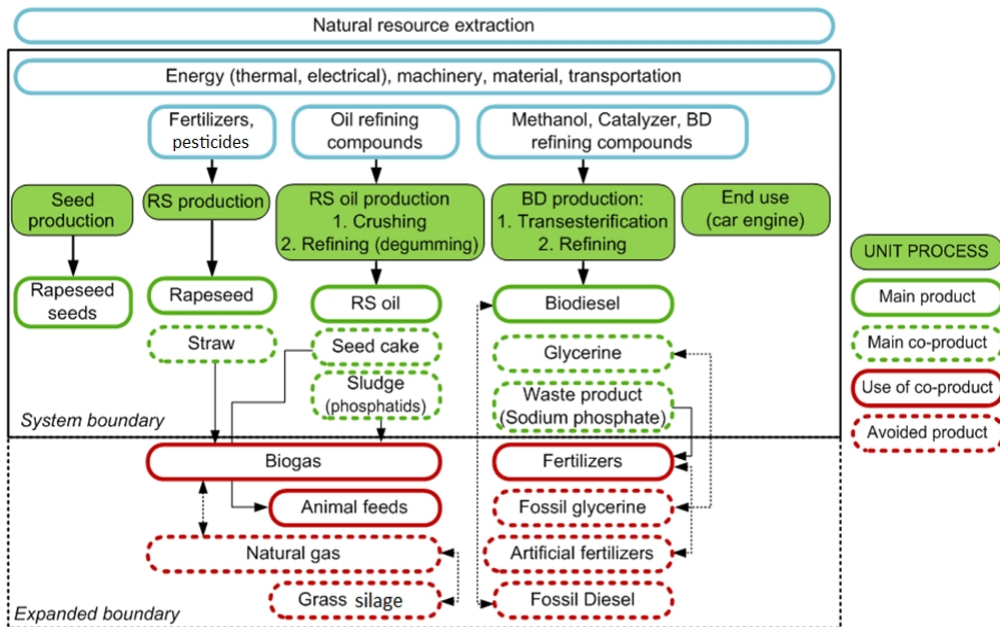 Natural resource extraction
Energy (thermal, electrical), machinery, material, transportation
Fertilizers,
pesticides
Oil refining
compounds
Methanol, Catalyzer, BD
refining compounds
Seed
production
RS production
RS oil production
1. Crushing
2. Refining (degumming)
BD production:
1. Transesterification
2. Refining
End use
(car engine)
UNIT PROCESS
Main product
Main co-product
Use of co-product
Avoided product
Rapeseed
seeds
Rapeseed
Straw
RS oil
Seed cake
Sludge
(phosphatids)
Biodiesel
Glycerine
Waste product
(Sodium phosphate)
System boundary
Biogas
Animal feeds
Natural gas
Grass silage
Fertilizers
Fossil glycerine
Artificial fertilizers
Fossil Diesel
Expanded boundary